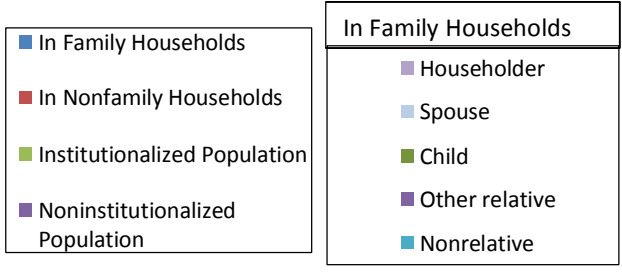 In Family Households
In Nonfamily Households
Institutionalized Population
Noninstitutionalized
Population
In Family Households
Householder
Spouse
Child
Other relative
Nonrelative